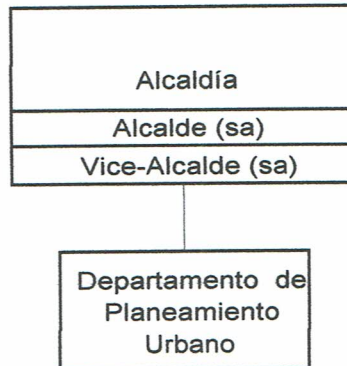 Alcaldía
Alcalde (sa)
Vice-Alcalde (sa)
Departamento de
Planeamiento
Urbano